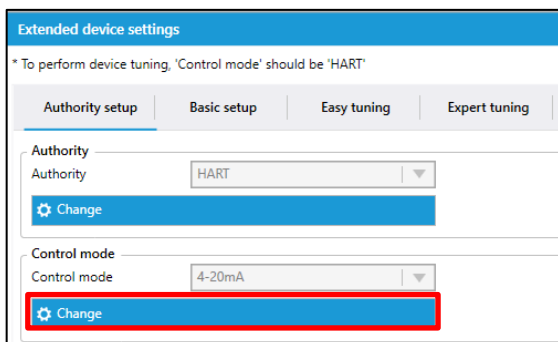 Extended device settings
* To perform device tuning, 'Control mode' should be 'HART'
Authority setup Basic setup Easy tuning Expert tuning
Authority
Authority HART
Change
Control mode
Control mode 4-20mA
Change